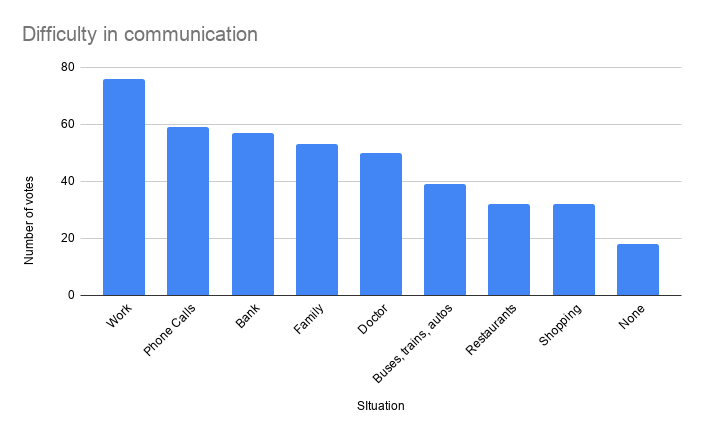 Difficulty in communication
80
60
40
20
0
Number of votes
Work
Phone Calls
Bank
Family
Doctor
Buses, trains, autos
Restaurants
Shopping
None
SItuation